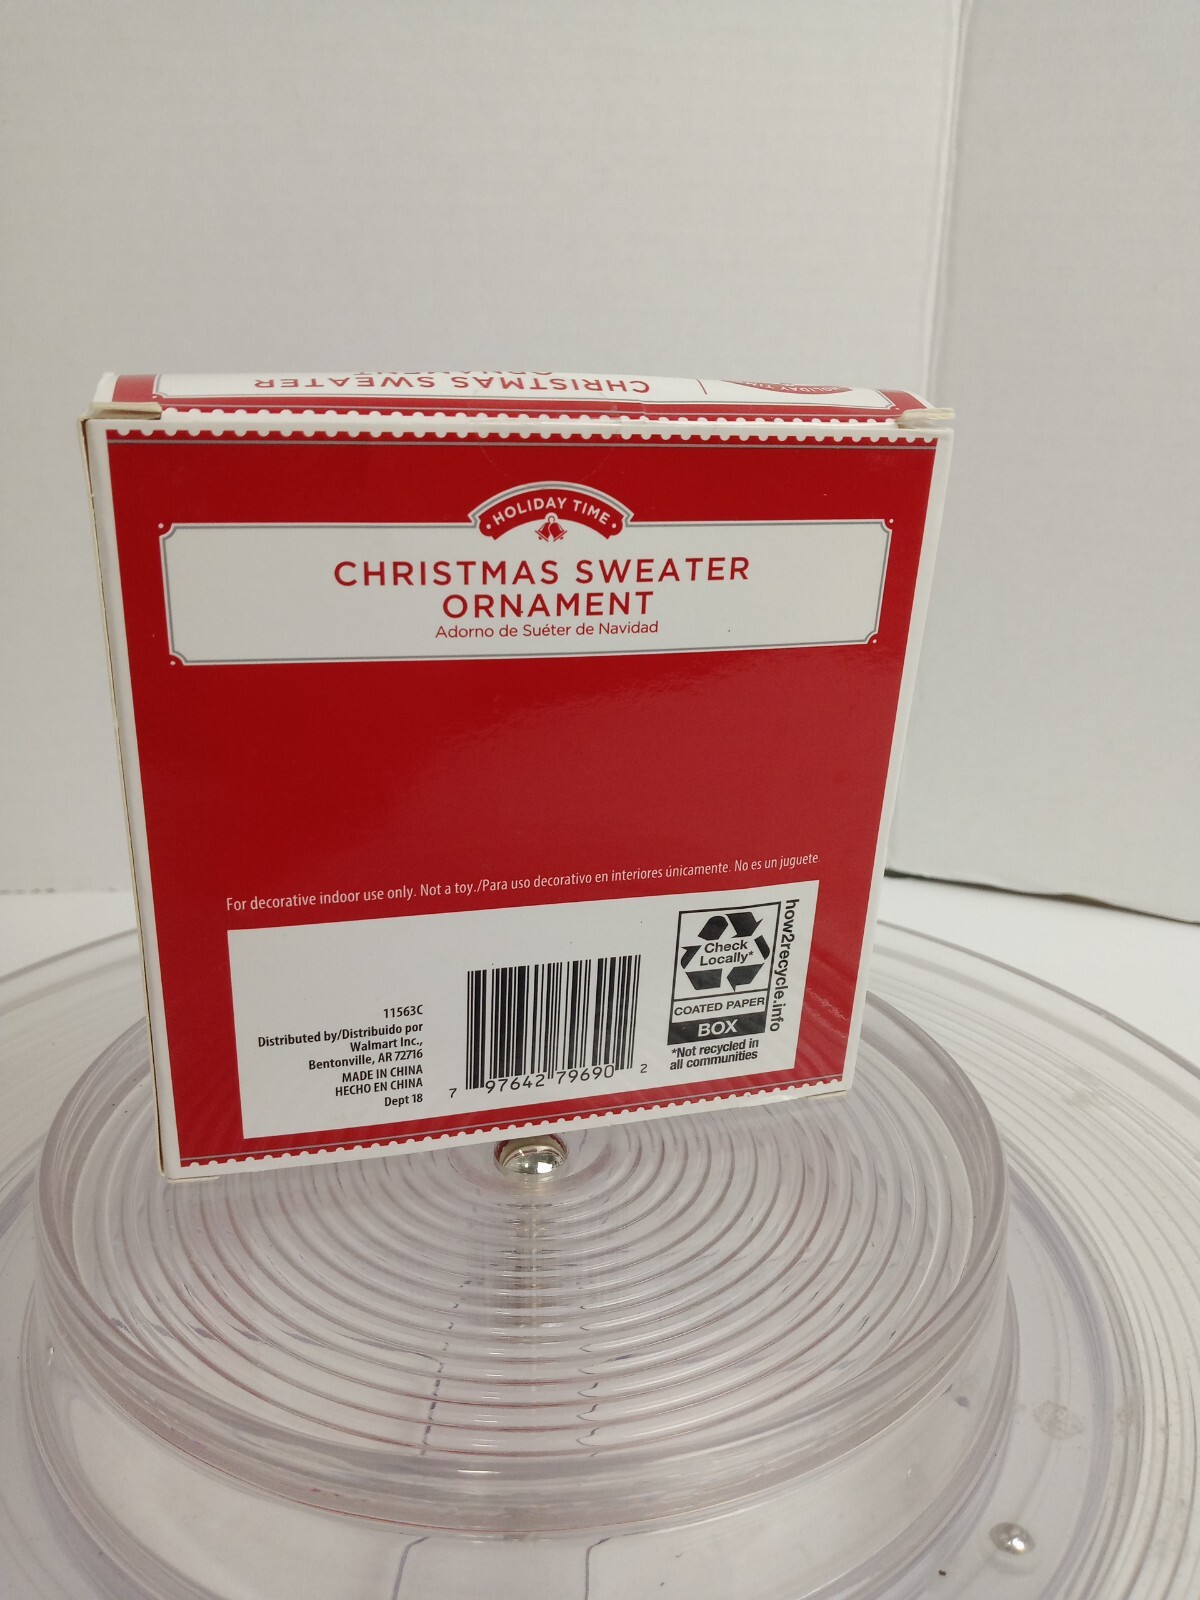 CHRISTMAS SWEATER
ORNAMENT
HOLIDAY TIME
HOLIDAY TIME
CHRISTMAS SWEATER
ORNAMENT
Adorno de Suéter de Navidad
For decorative indoor use only. Not a toy./Para uso decorativo en interiores únicamente. No es un juguete
11563C
Distributed by/Distribuido por
Walmart Inc.,
Bentonville, AR 72716
MADE IN CHINA
HECHO EN CHINA
Dept 18
7 97642 79690 2
Check
Locally*
COATED PAPER
BOX
*Not recycled in
all communities
how2recycle.info